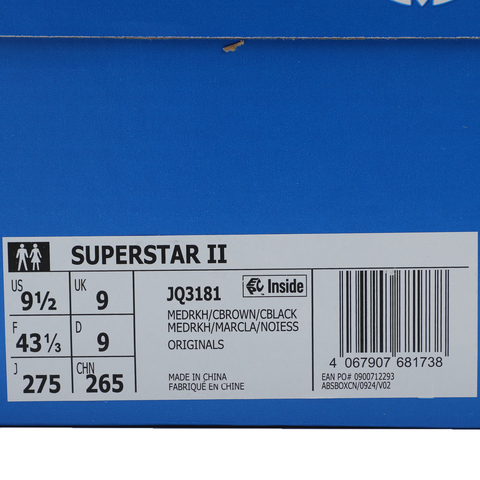 SUPERSTAR II
US 9½ UK 9
F 43⅓ D 9
J 275 CHN 265
JQ3181 Inside
MEDRKH/CBROWN/CBLACK
MEDRKH/MARCLA/NOIESS
ORIGINALS
MADE IN CHINA
FABRIQUÉ EN CHINE
4 067907 681738
EAN PO# 0900712293
ABSBOXCN/0924/V02